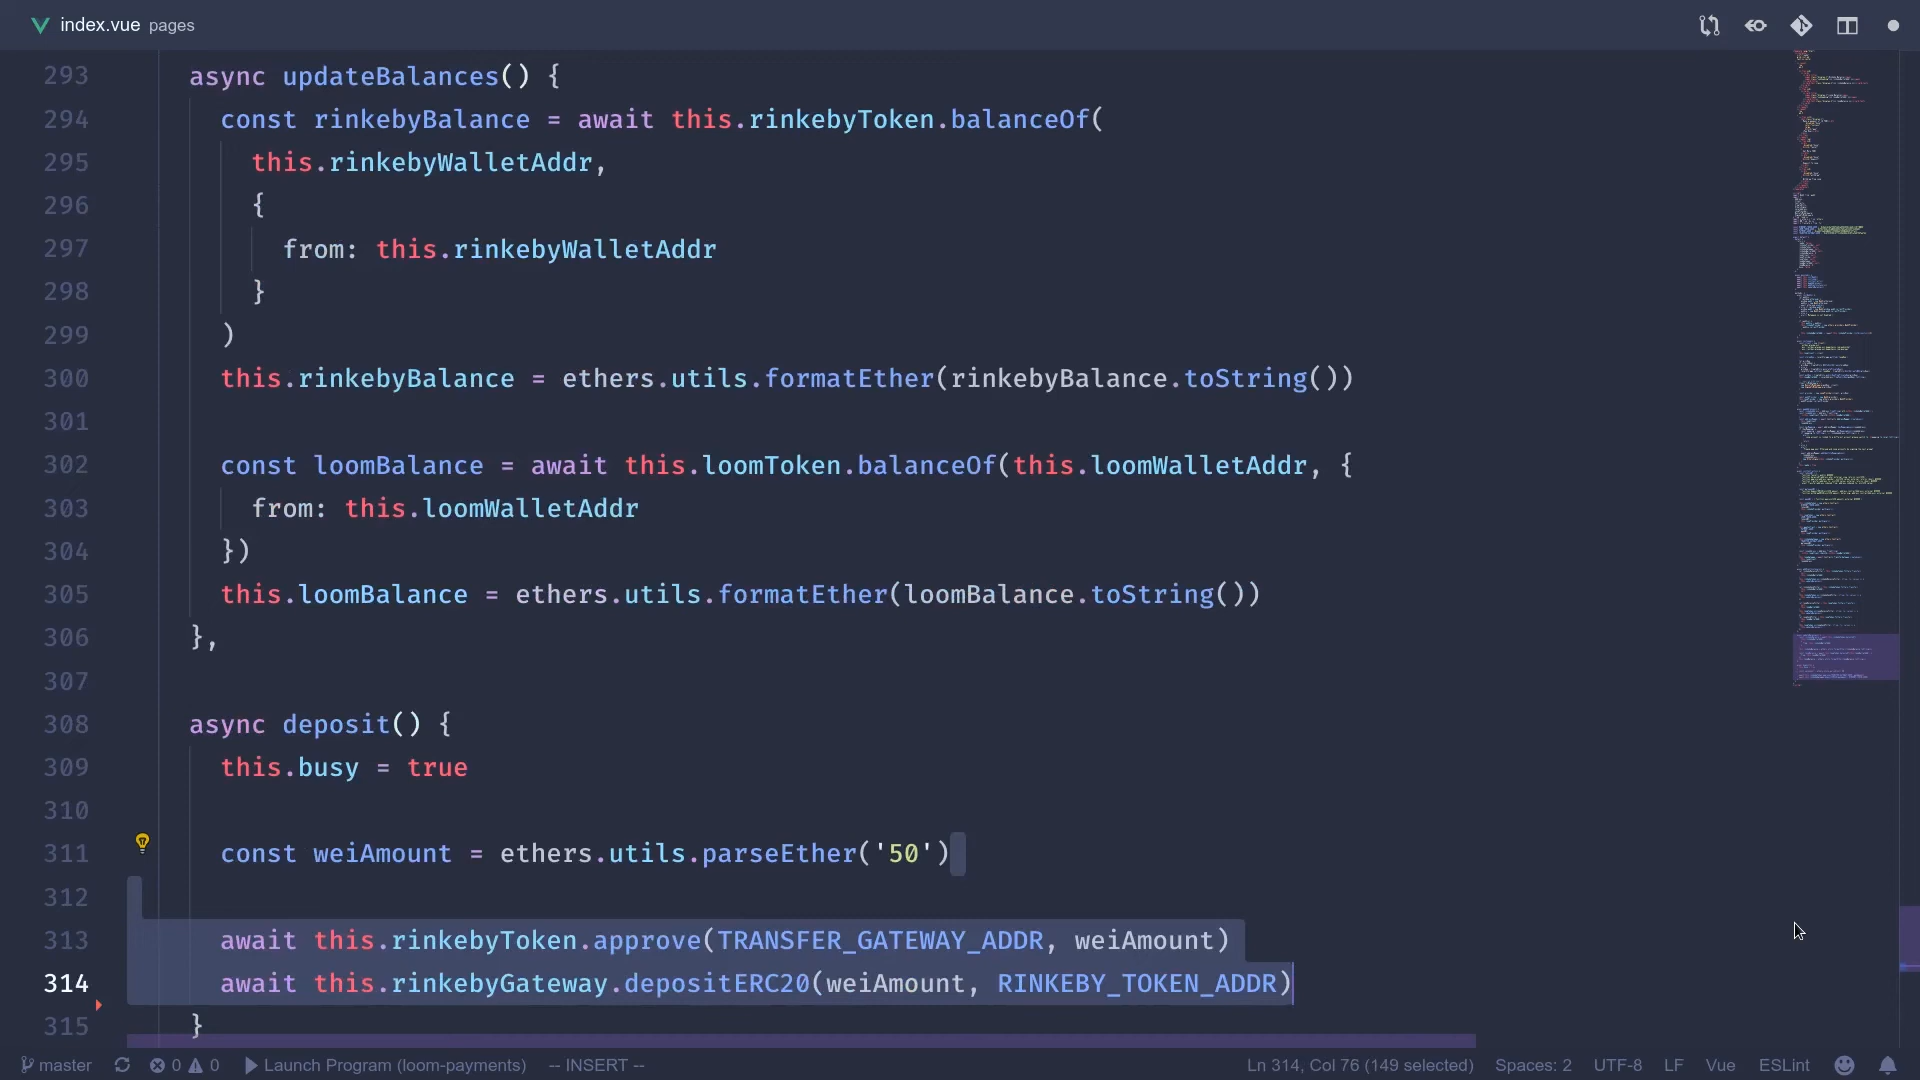 index.vue pages
293 async updateBalances() {
294 const rinkebyBalance = await this.rinkebyToken.balanceOf(
295 this.rinkebyWalletAddr,
296 {
297 from: this.rinkebyWalletAddr
298 }
299 )
300 this.rinkebyBalance = ethers.utils.formatEther(rinkebyBalance.toString())
301
302 const loomBalance = await this.loomToken.balanceOf(this.loomWalletAddr, {
303 from: this.loomWalletAddr
304 })
305 this.loomBalance = ethers.utils.formatEther(loomBalance.toString())
306 },
307
308 async deposit() {
309 this.busy = true
310
311 const weiAmount = ethers.utils.parseEther('50')
312
313 await this.rinkebyToken.approve(TRANSFER_GATEWAY_ADDR, weiAmount)
314 await this.rinkebyGateway.depositERC20(weiAmount, RINKEBY_TOKEN_ADDR)
315 }
master 0 0 Launch Program (loom-payments) -- INSERT -- Ln 314, Col 76 (149 selected) Spaces: 2 UTF-8 LF Vue ESLint